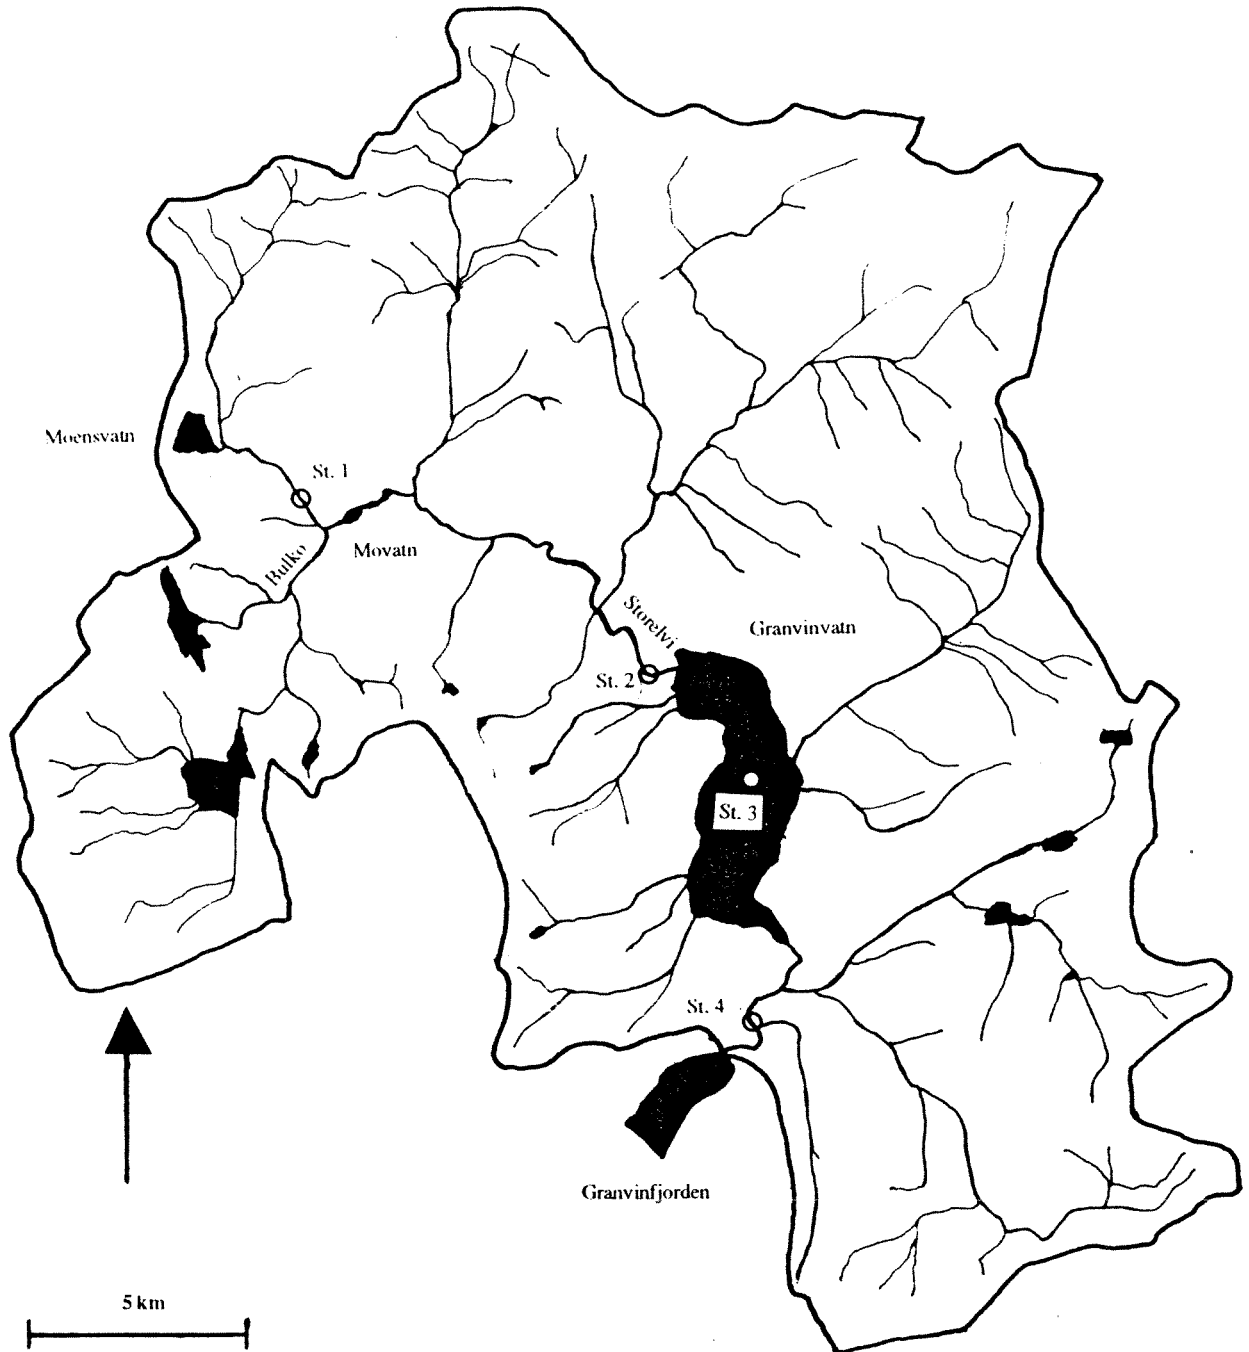 Moensvatn
St. 1
Movatn
Bulko
Storelvi
Granvinvatn
St. 2
St. 3
St. 4
Granvinfjorden
5 km